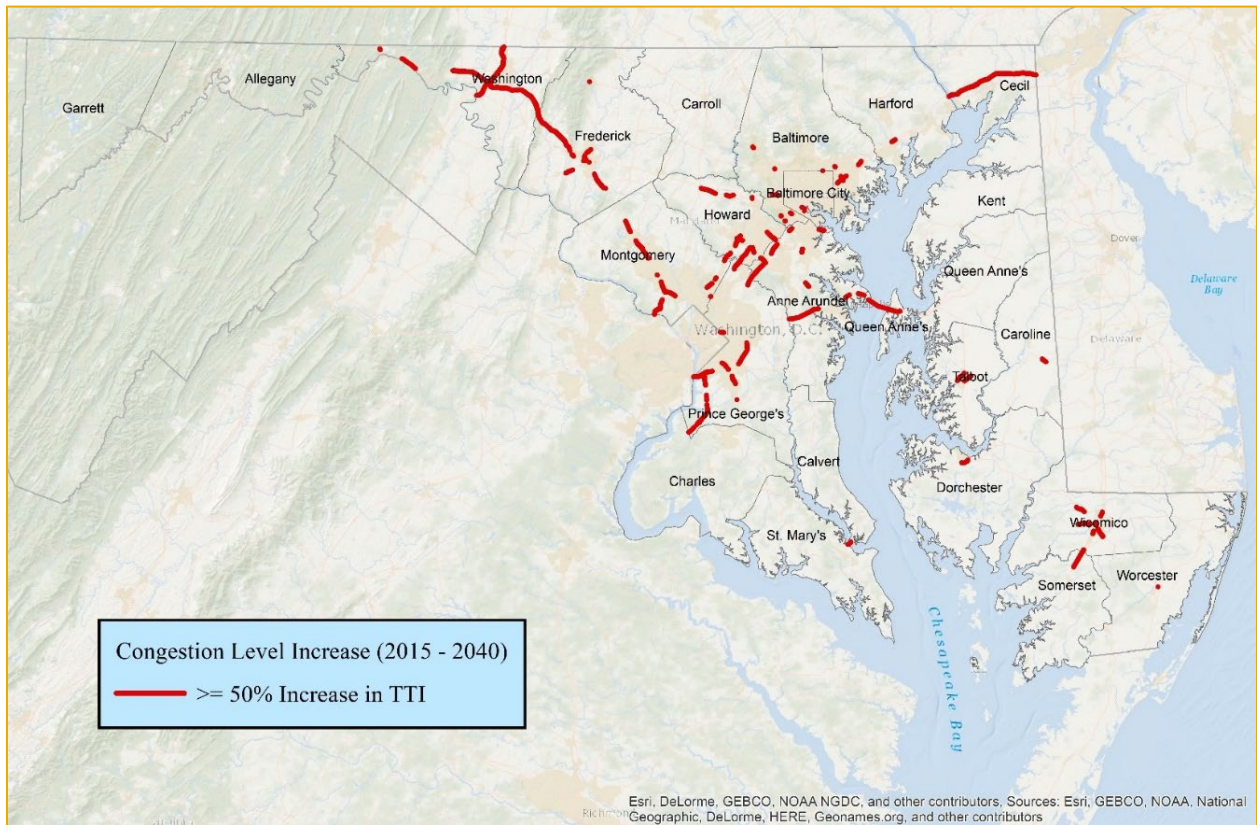 Garrett
Allegany
Washington
Frederick
Carroll
Baltimore
Harford
Cecil
Baltimore City
Kent
Howard
Montgomery
Dover
Queen Anne's
Delaware
Bay
Anne Arundel
Washington, D.C.
Queen Anne's
Caroline
Delaware
Talbot
Prince George's
Calvert
Charles
Dorchester
St. Mary's
Wicomico
Somerset
Worcester
Chesapeake Bay
Congestion Level Increase (2015 - 2040)
>= 50% Increase in TTI
Esri, DeLorme, GEBCO, NOAA NGDC, and other contributors, Sources: Esri, GEBCO, NOAA, National
Geographic, DeLorme, HERE, Geonames.org, and other contributors